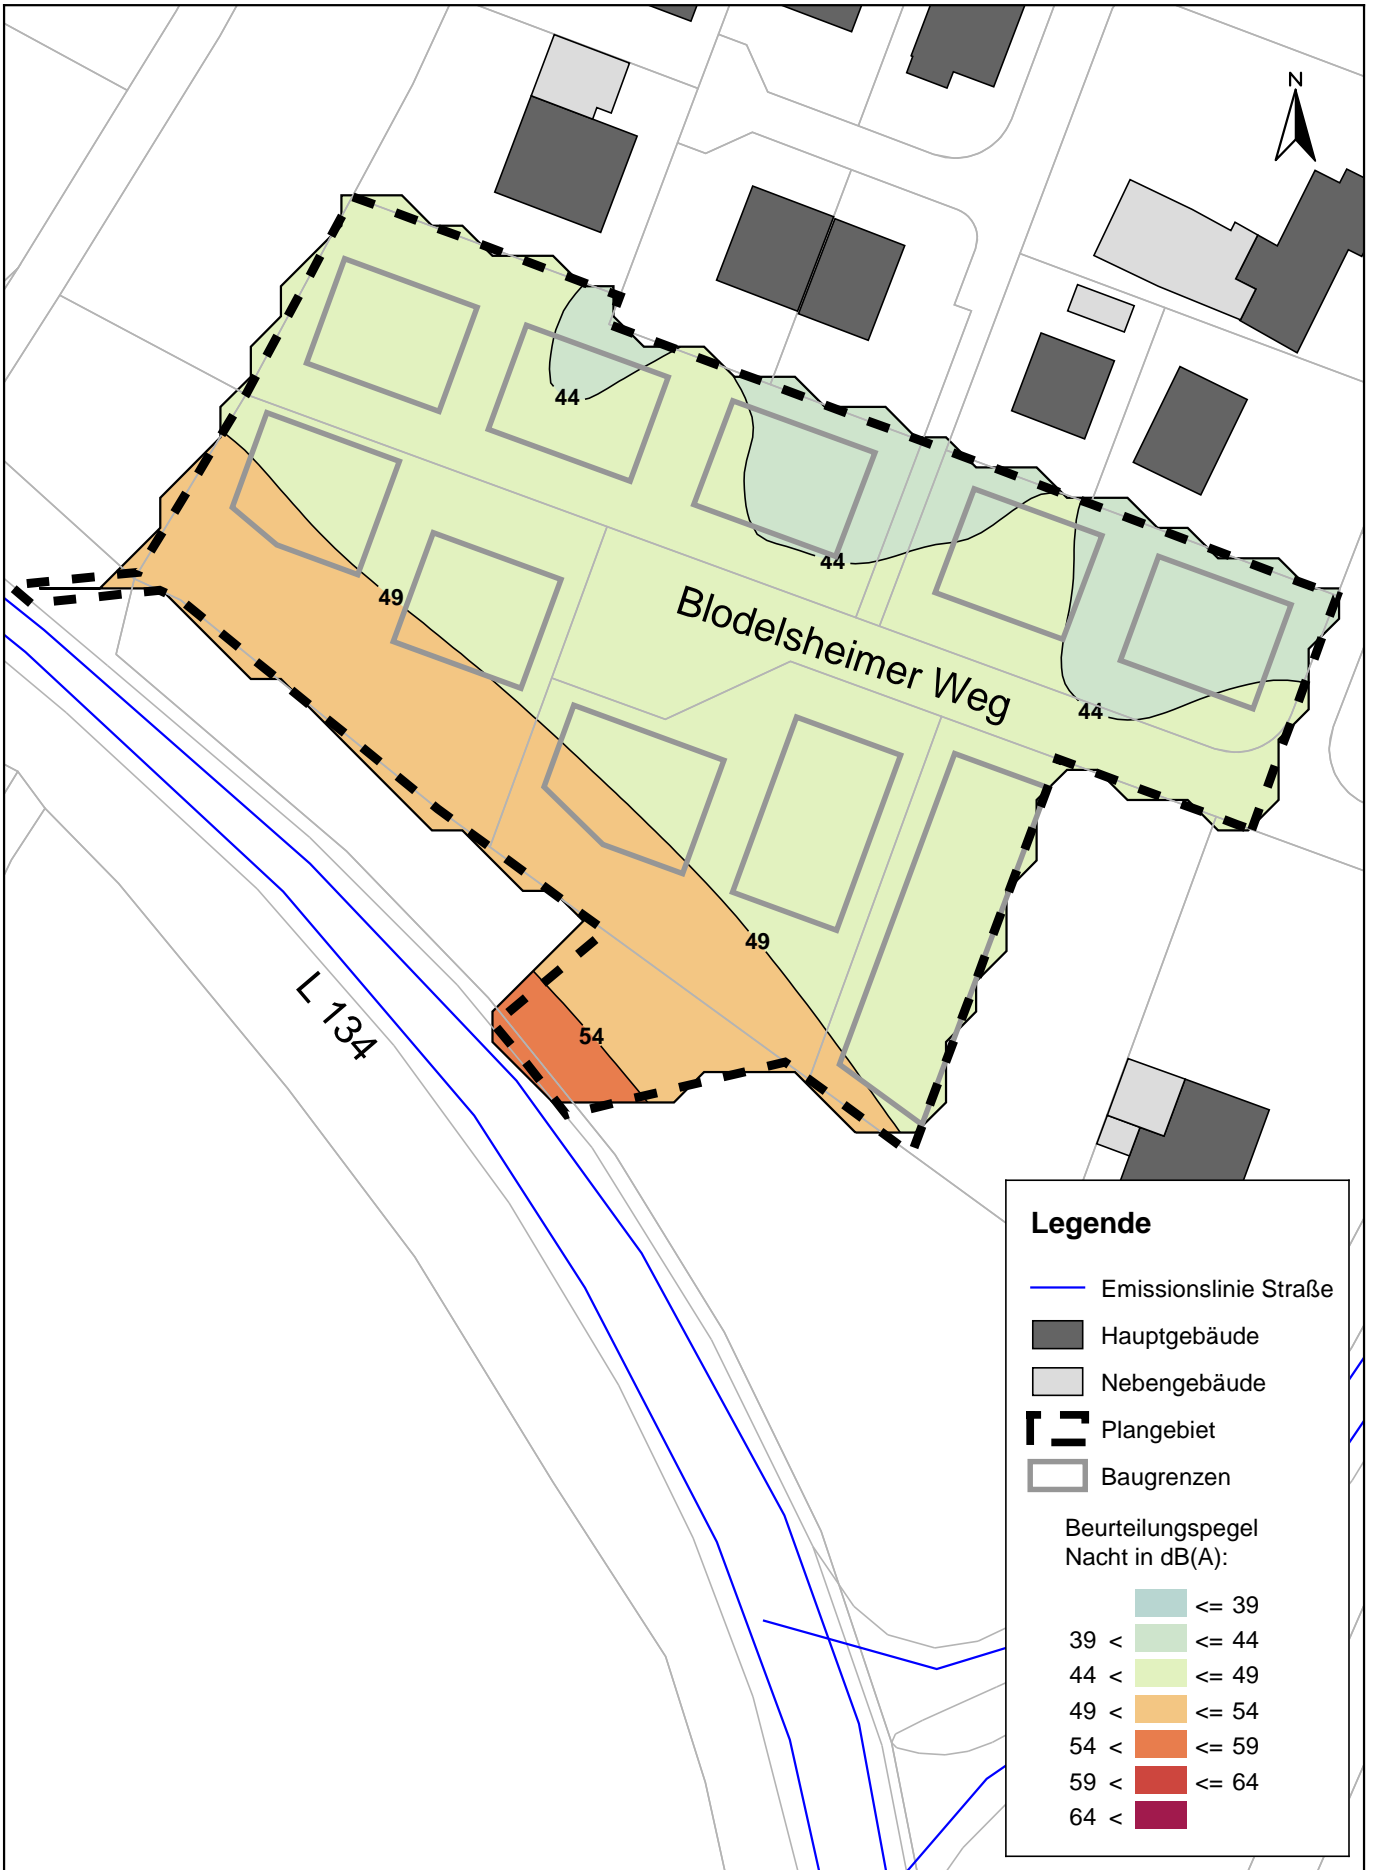 N
44
44
49
Blodelsheimer Weg
44
49
54
L 134
Legende
Emissionslinie Straße
Hauptgebäude
Nebengebäude
Plangebiet
Baugrenzen
Beurteilungspegel
Nacht in dB(A):
<= 39
39 < <= 44
44 < <= 49
49 < <= 54
54 < <= 59
59 < <= 64
64 <